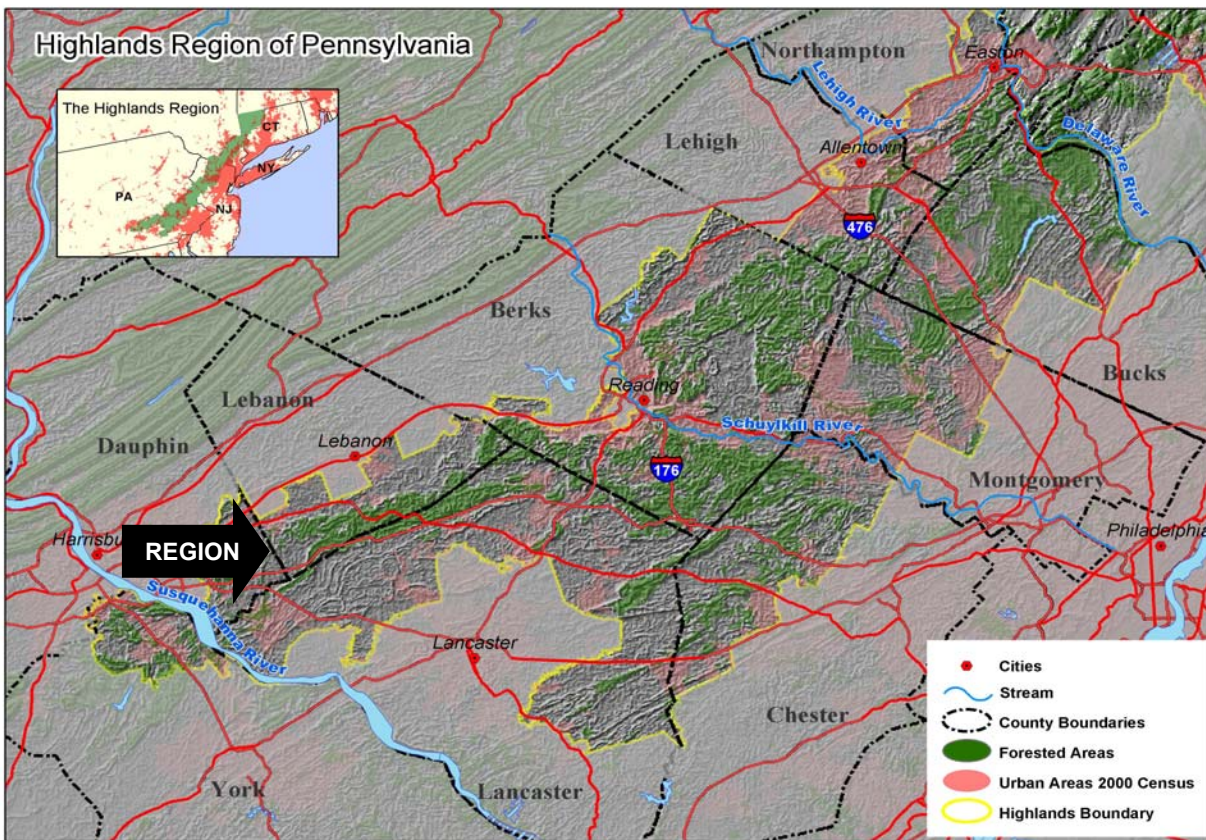 Highlands Region of Pennsylvania
The Highlands Region
CT
NY
PA
NJ
Northampton
Easton
Lehigh River
Lehigh
Allentown
Delaware River
476
Berks
Reading
Bucks
Lebanon
Lebanon
Schuylkill River
Dauphin
176
Montgomery
Philadelphia
Harrisbu
REGION
Susquehanna River
Lancaster
Chester
York
Lancaster
Cities
Stream
County Boundaries
Forested Areas
Urban Areas 2000 Census
Highlands Boundary